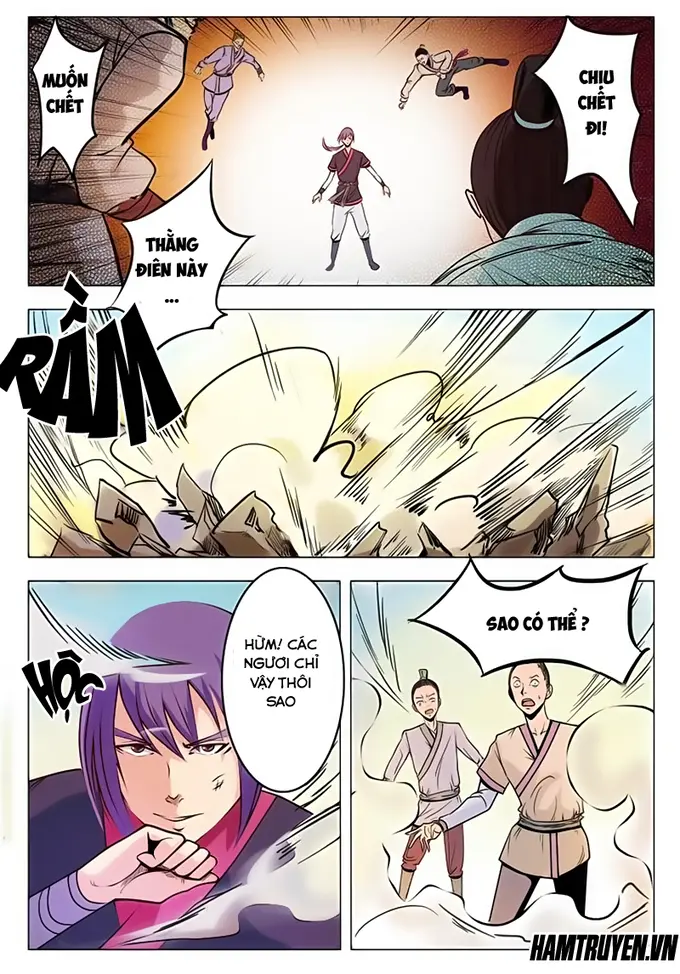 MUỐN
CHẾT
CHỊU
CHẾT
ĐI!
THẰNG
ĐIÊN NÀY
...
RẦM
HỪM! CÁC
NGƯƠI CHỈ
VẬY THÔI
SAO
HỘC
SAO CÓ THỂ ?
HAMTRUYEN.VN